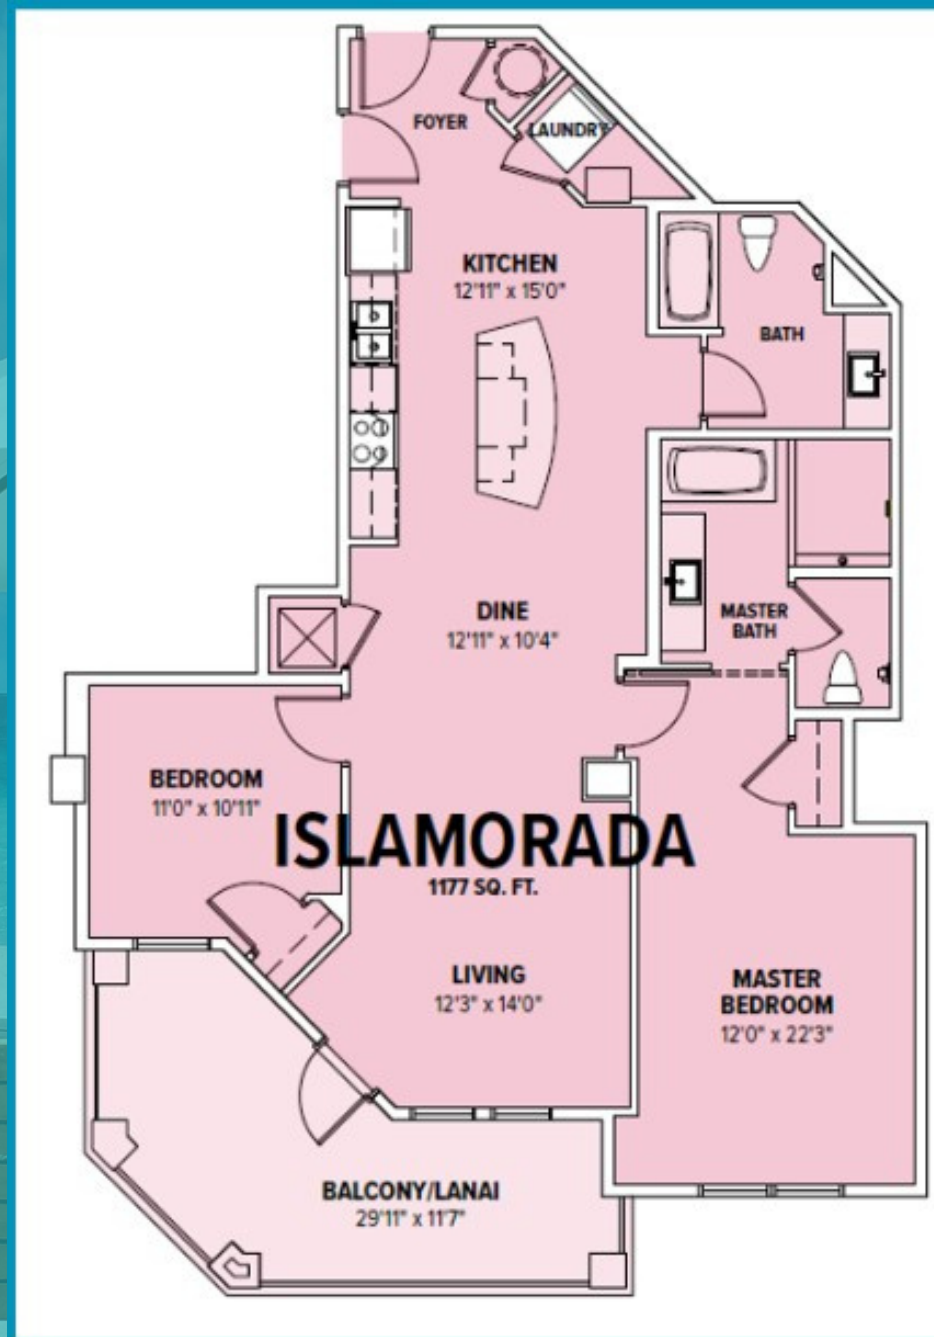 FOYER
LAUNDRY
KITCHEN
12'11" x 15'0"
BATH
DINE
12'11" x 10'4"
MASTER
BATH
BEDROOM
11'0" x 10'11"
ISLAMORADA
1177 SQ. FT.
LIVING
12'3" x 14'0"
MASTER
BEDROOM
12'0" x 22'3"
BALCONY/LANAI
29'11" x 11'7"